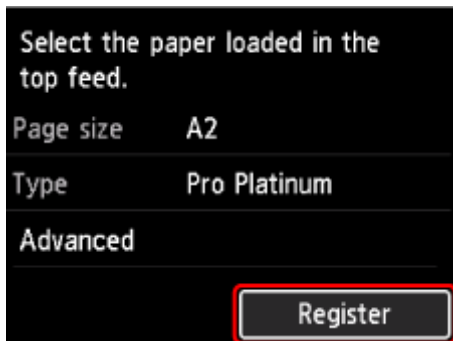 Select the paper loaded in the
top feed.
Page size A2
Type Pro Platinum
Advanced
Register